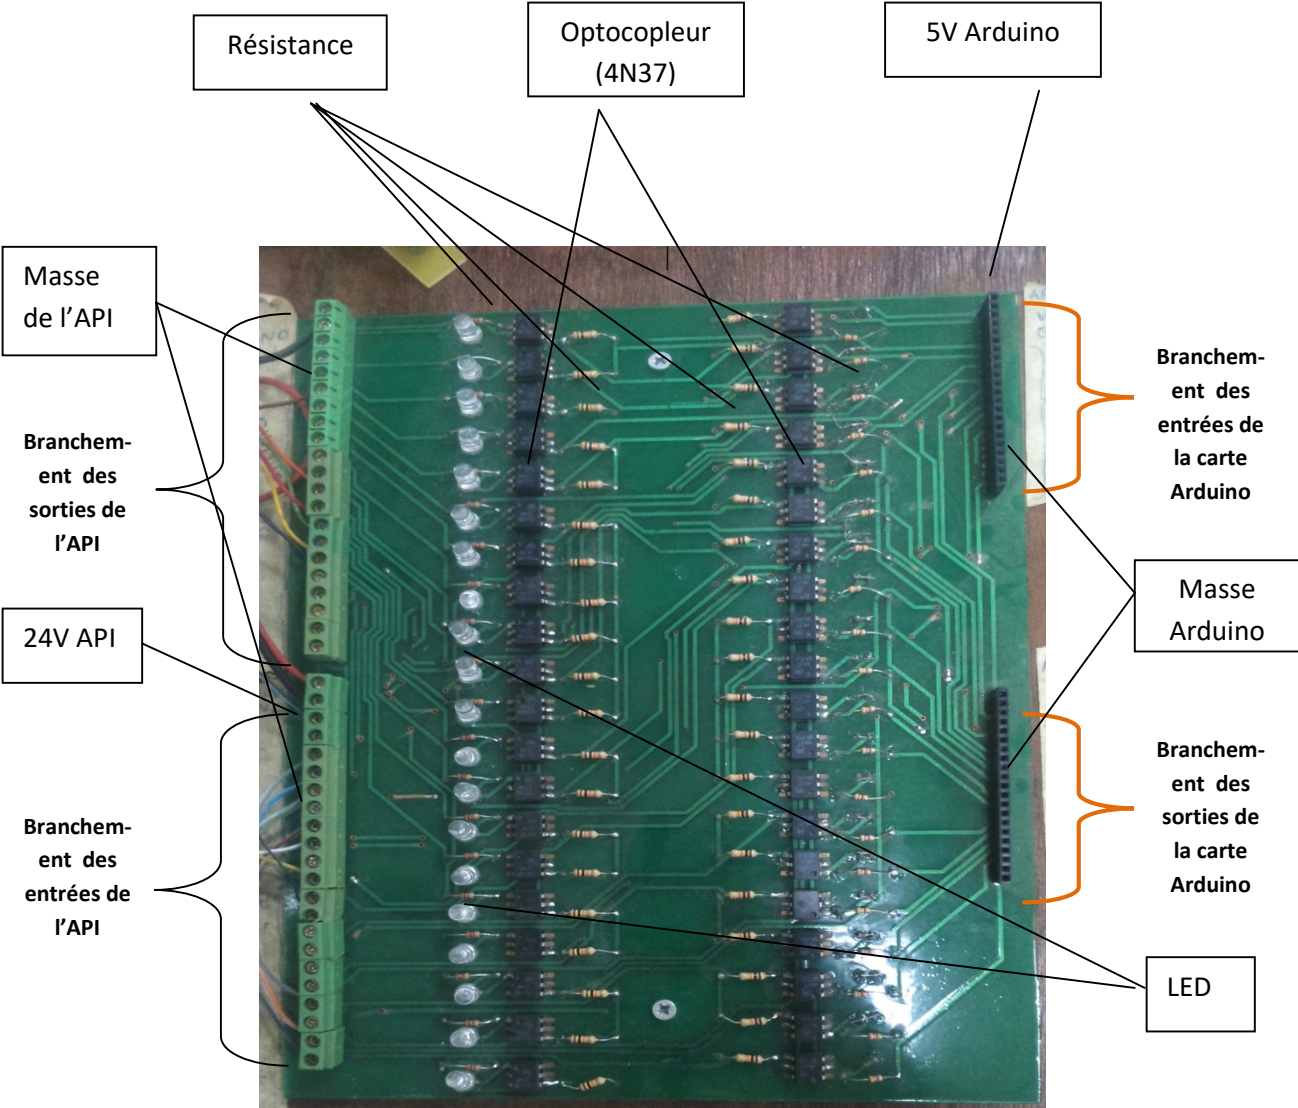 Résistance
Optocopleur
(4N37)
5V Arduino
Masse
de l'API
Branchem-
ent des
sorties de
l'API
24V API
Branchem-
ent des
entrées de
l'API
Branchem-
ent des
entrées de
la carte
Arduino
Masse
Arduino
Branchem-
ent des
sorties de
la carte
Arduino
LED